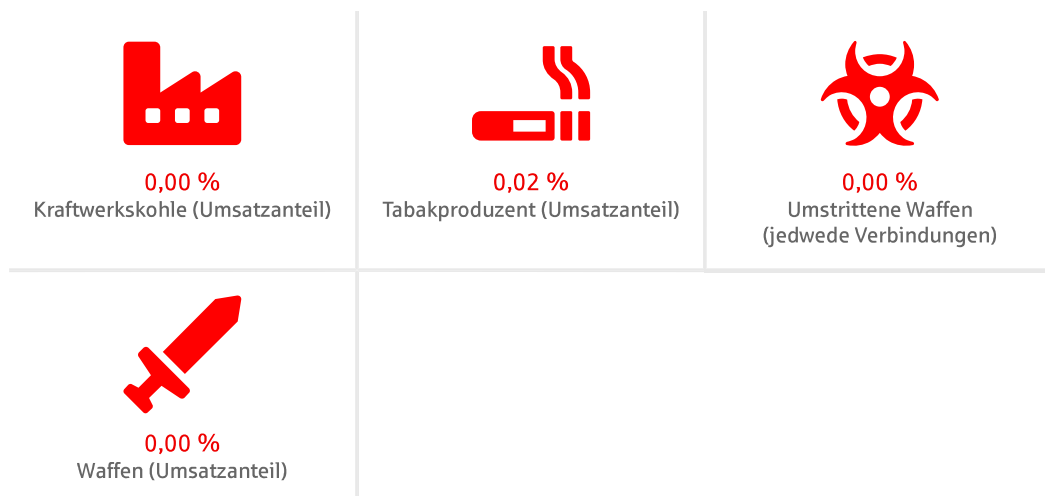 0,00 %
Kraftwerkskohle (Umsatzanteil)
0,02 %
Tabakproduzent (Umsatzanteil)
0,00 %
Umstrittene Waffen
(jedwede Verbindungen)
0,00 %
Waffen (Umsatzanteil)